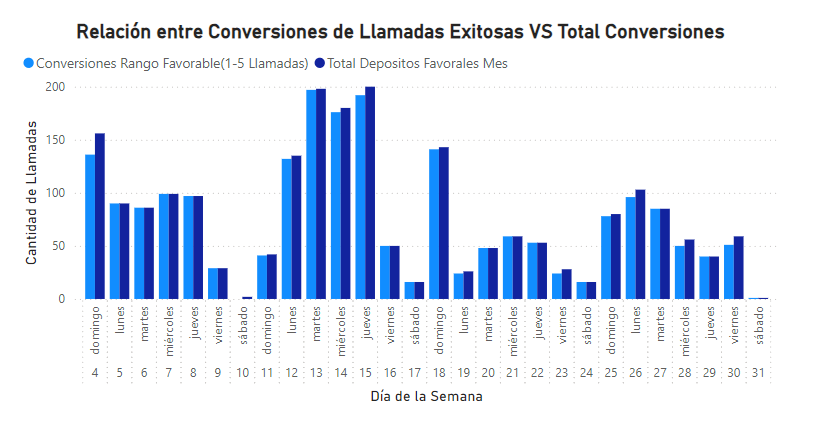 Relación entre Conversiones de Llamadas Exitosas VS Total Conversiones
Conversiones Rango Favorable(1-5 Llamadas) Total Depositos Favorales Mes
Cantidad de Llamadas
200
150
100
50
0
domingo lunes martes miércoles jueves viernes sábado domingo lunes martes miércoles jueves viernes sábado domingo lunes martes miércoles jueves viernes sábado domingo lunes martes miércoles jueves viernes sábado
4 5 6 7 8 9 10 11 12 13 14 15 16 17 18 19 20 21 22 23 24 25 26 27 28 29 30 31
Día de la Semana